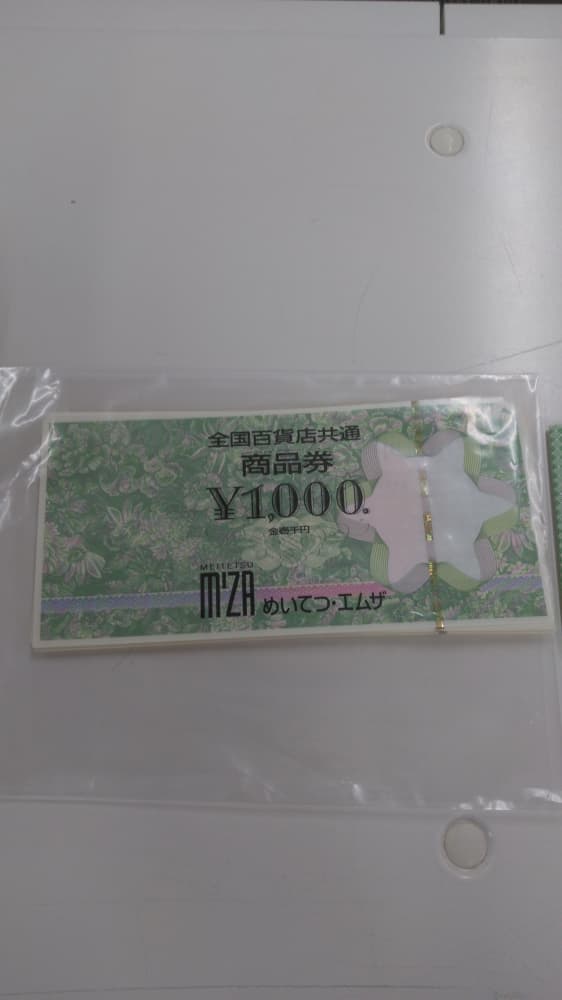 全国百貨店共通
商品券
¥1,000.
金壱千円
MEITETSU
M'ZA めいてつ・エムザ